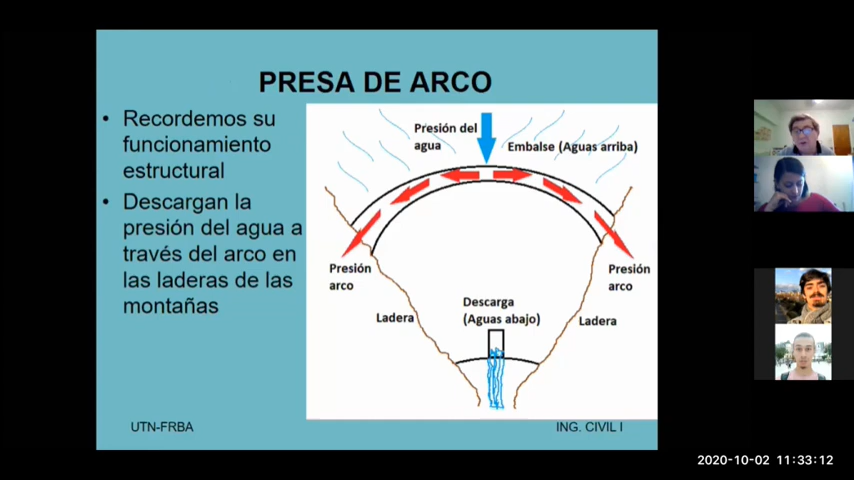 PRESA DE ARCO
• Recordemos su
funcionamiento
estructural
• Descargan la
presión del agua a
través del arco en
las laderas de las
montañas
Presión del
agua
Embalse (Aguas arriba)
Presión
arco
Presión
arco
Descarga
(Aguas abajo)
Ladera
Ladera
UTN-FRBA
ING. CIVIL I
2020-10-02 11:33:12